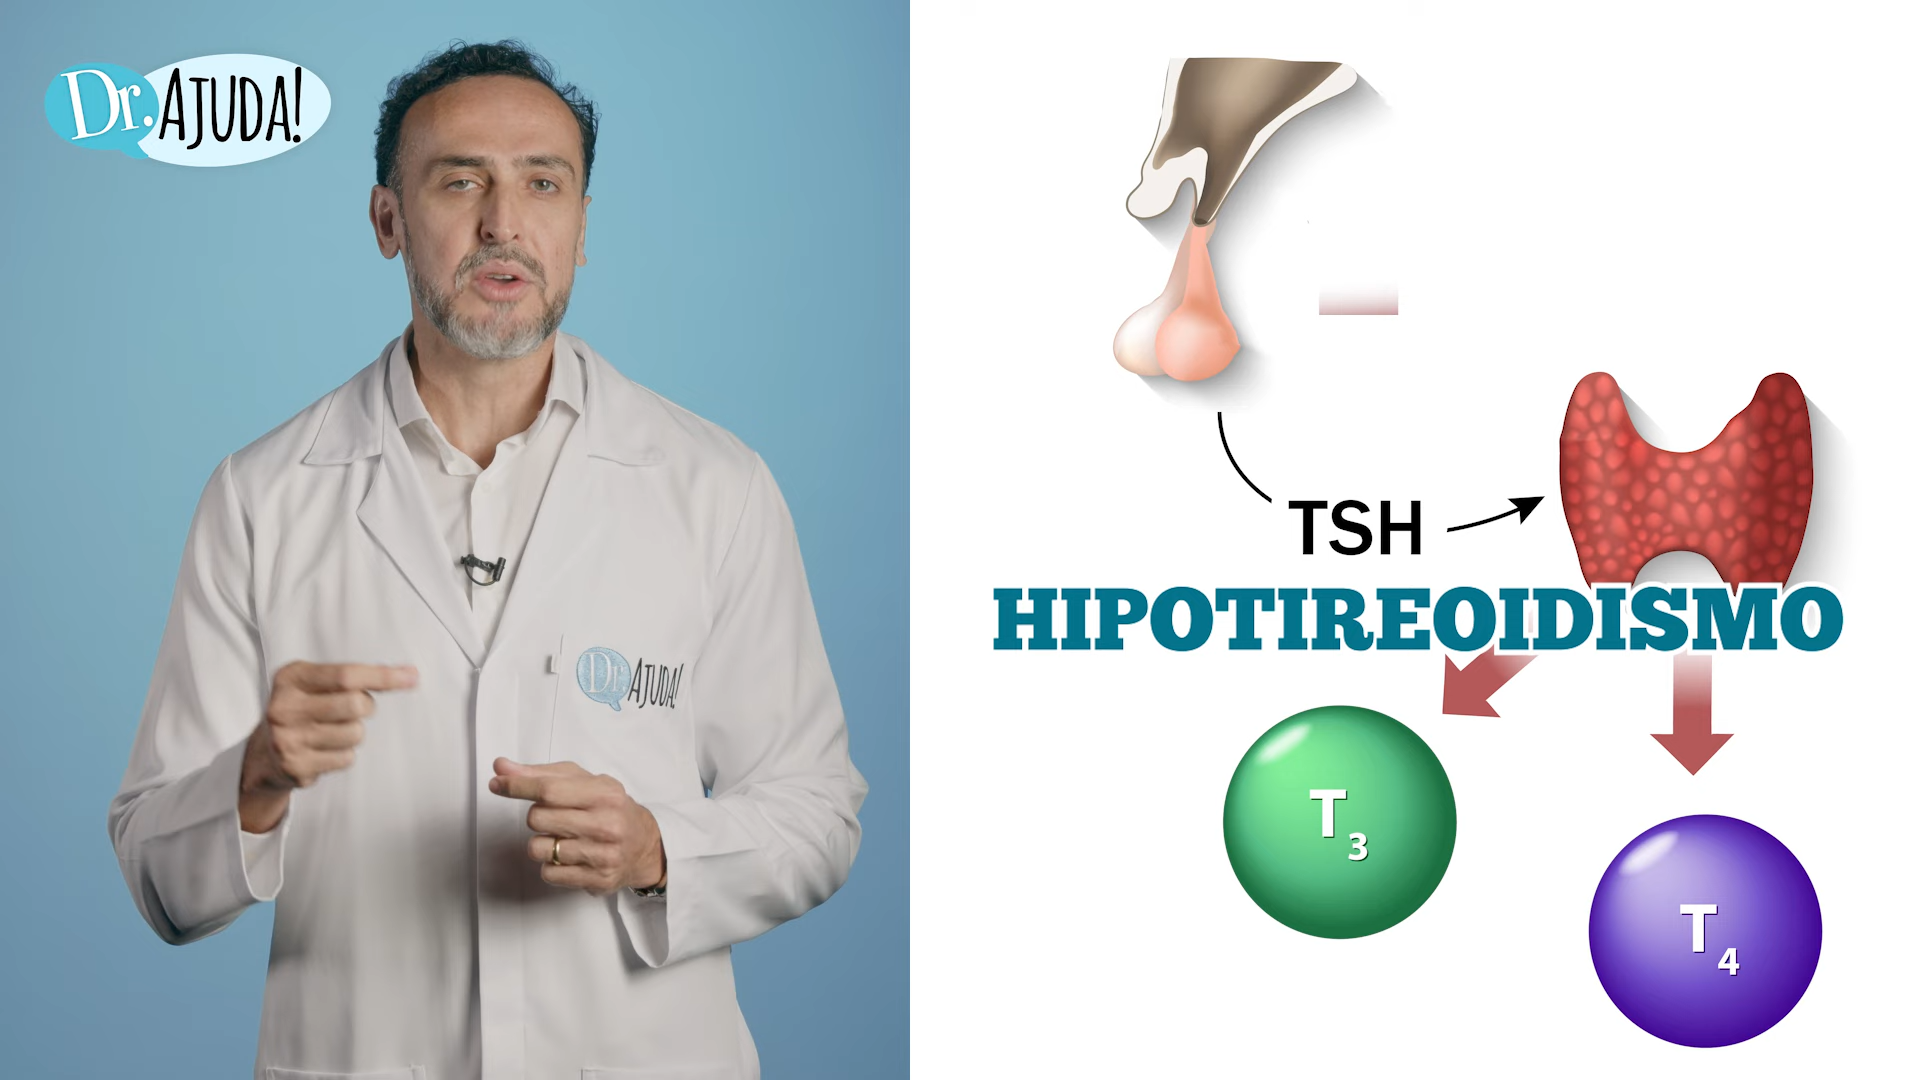 Dr. AJUDA!
Dr. AJUDA!
TSH
HIPOTIREOIDISMO
T3
T4